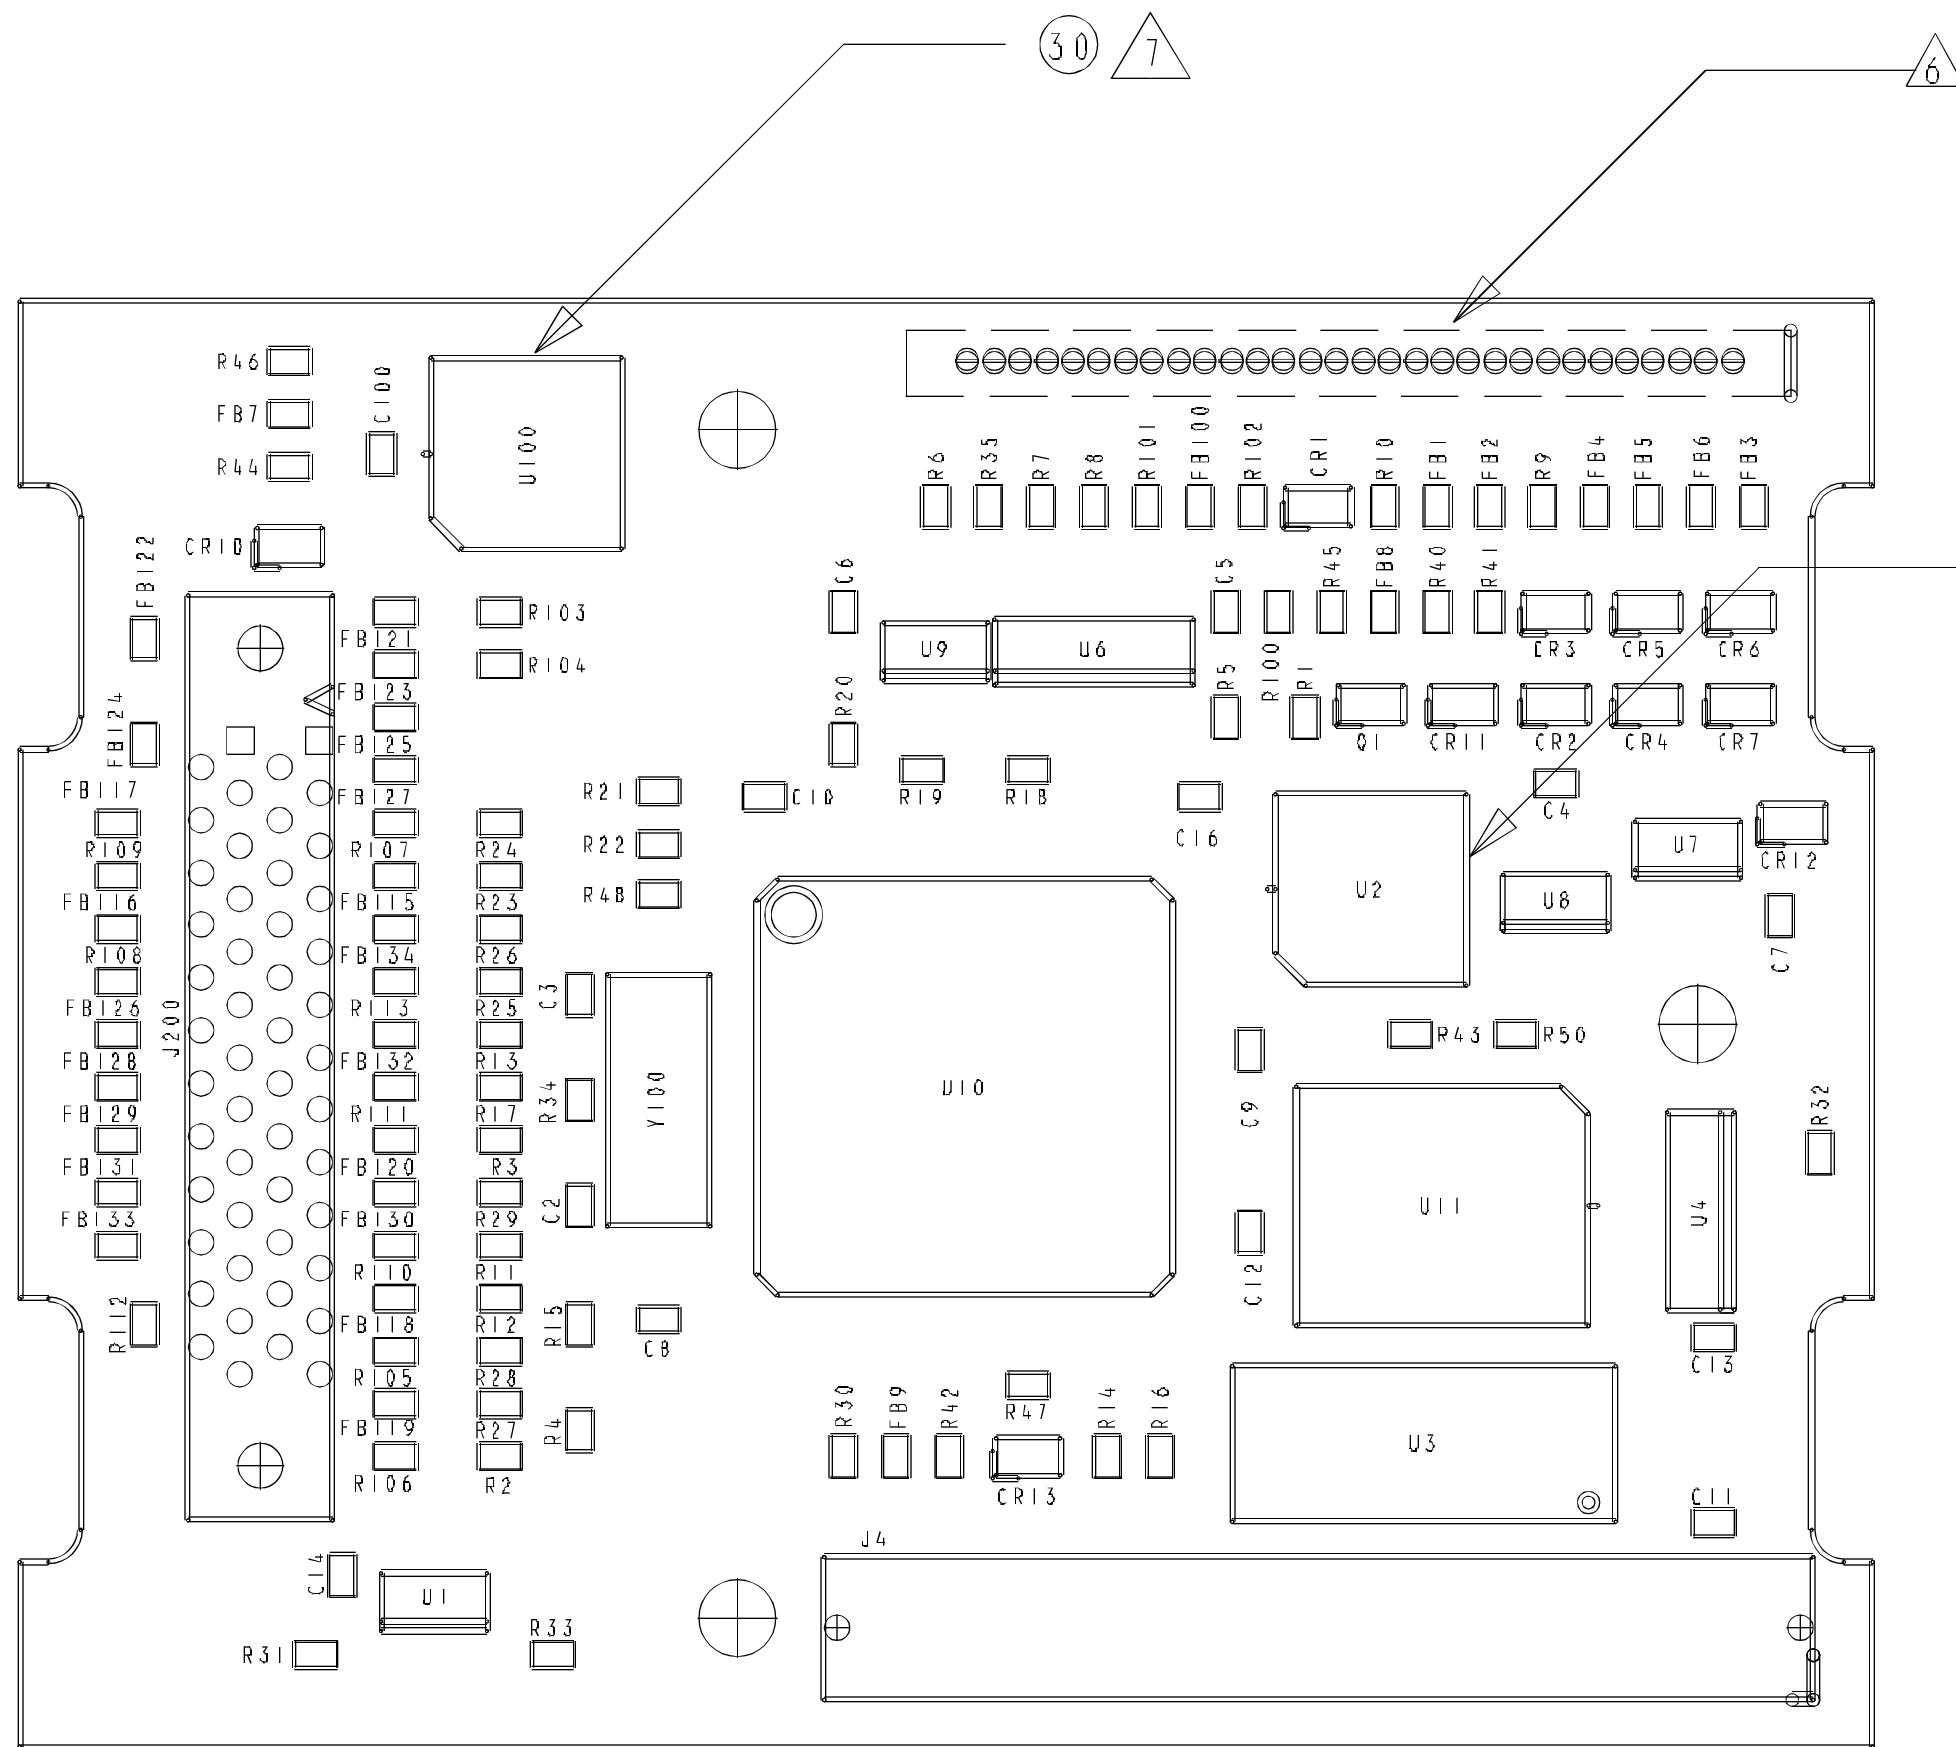 30 7
6
R46
C100
FB7
R44
U100
R6 R35 R7 R8 R101 FB100 R102 CR1 R10 FB1 FB2 R9 FB4 FB5 FB6 FB3
CR10
FB122
C6 C5 R45 FB8 R40 R41
FB121 R103
U9 U6 CR3 CR5 CR6
R104
FB123
R20 R5 R100 R1
FB124 FB125
Q1 CR11 CR2 CR4 CR7
FB117 FB127 R21 C10 R19 R18
C4
C16
R109 R107 R24 R22 U7 CR12
FB116 FB115 R23 R48 U2 U8
R108 FB134 R26 C7
FB126 J200 R113 R25 C3
R43 R50
FB128 FB132 R13
U10
FB129 R111 R17 R34 Y100 C9 R32
FB131 FB120 R3
FB133 FB130 R29 C2 U11 U4
R110 R11 C12
R112 FB118 R12 R15 C8
C13
R105 R28
R30 FB9 R42 R47 R14 R16
FB119 R27 R4 U3
R106 R2 CR13 C11
J4
C14 U1
R31 R33